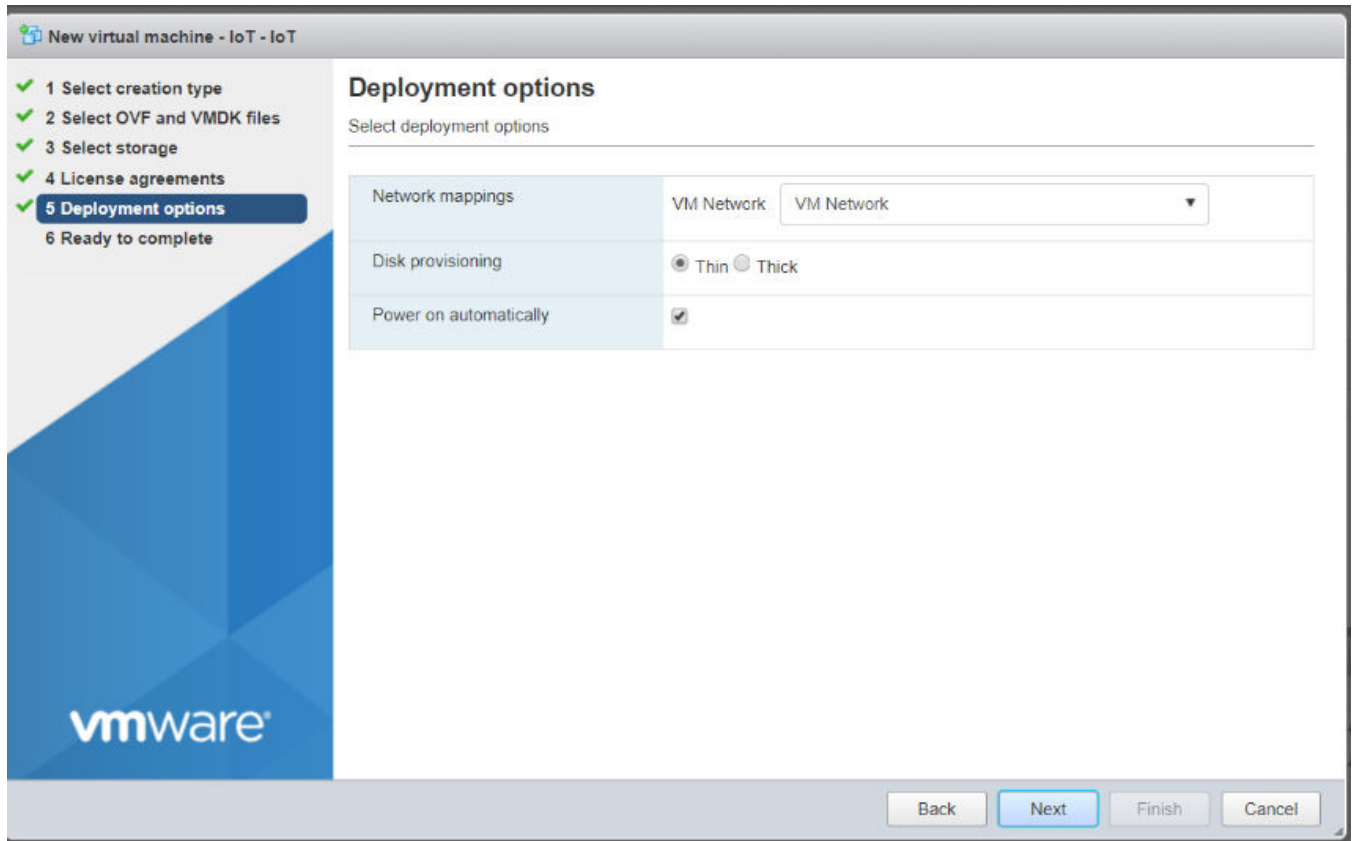 New virtual machine - IoT - IoT
1 Select creation type
2 Select OVF and VMDK files
3 Select storage
4 License agreements
5 Deployment options
6 Ready to complete
vmware®
Deployment options
Select deployment options
Network mappings
VM Network VM Network
Disk provisioning
Thin Thick
Power on automatically
Back Next Finish Cancel